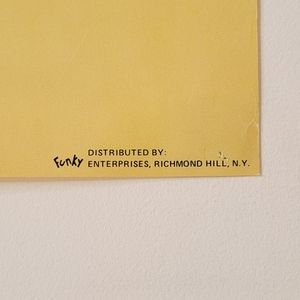 DISTRIBUTED BY:
Funky ENTERPRISES, RICHMOND HILL, N.Y.